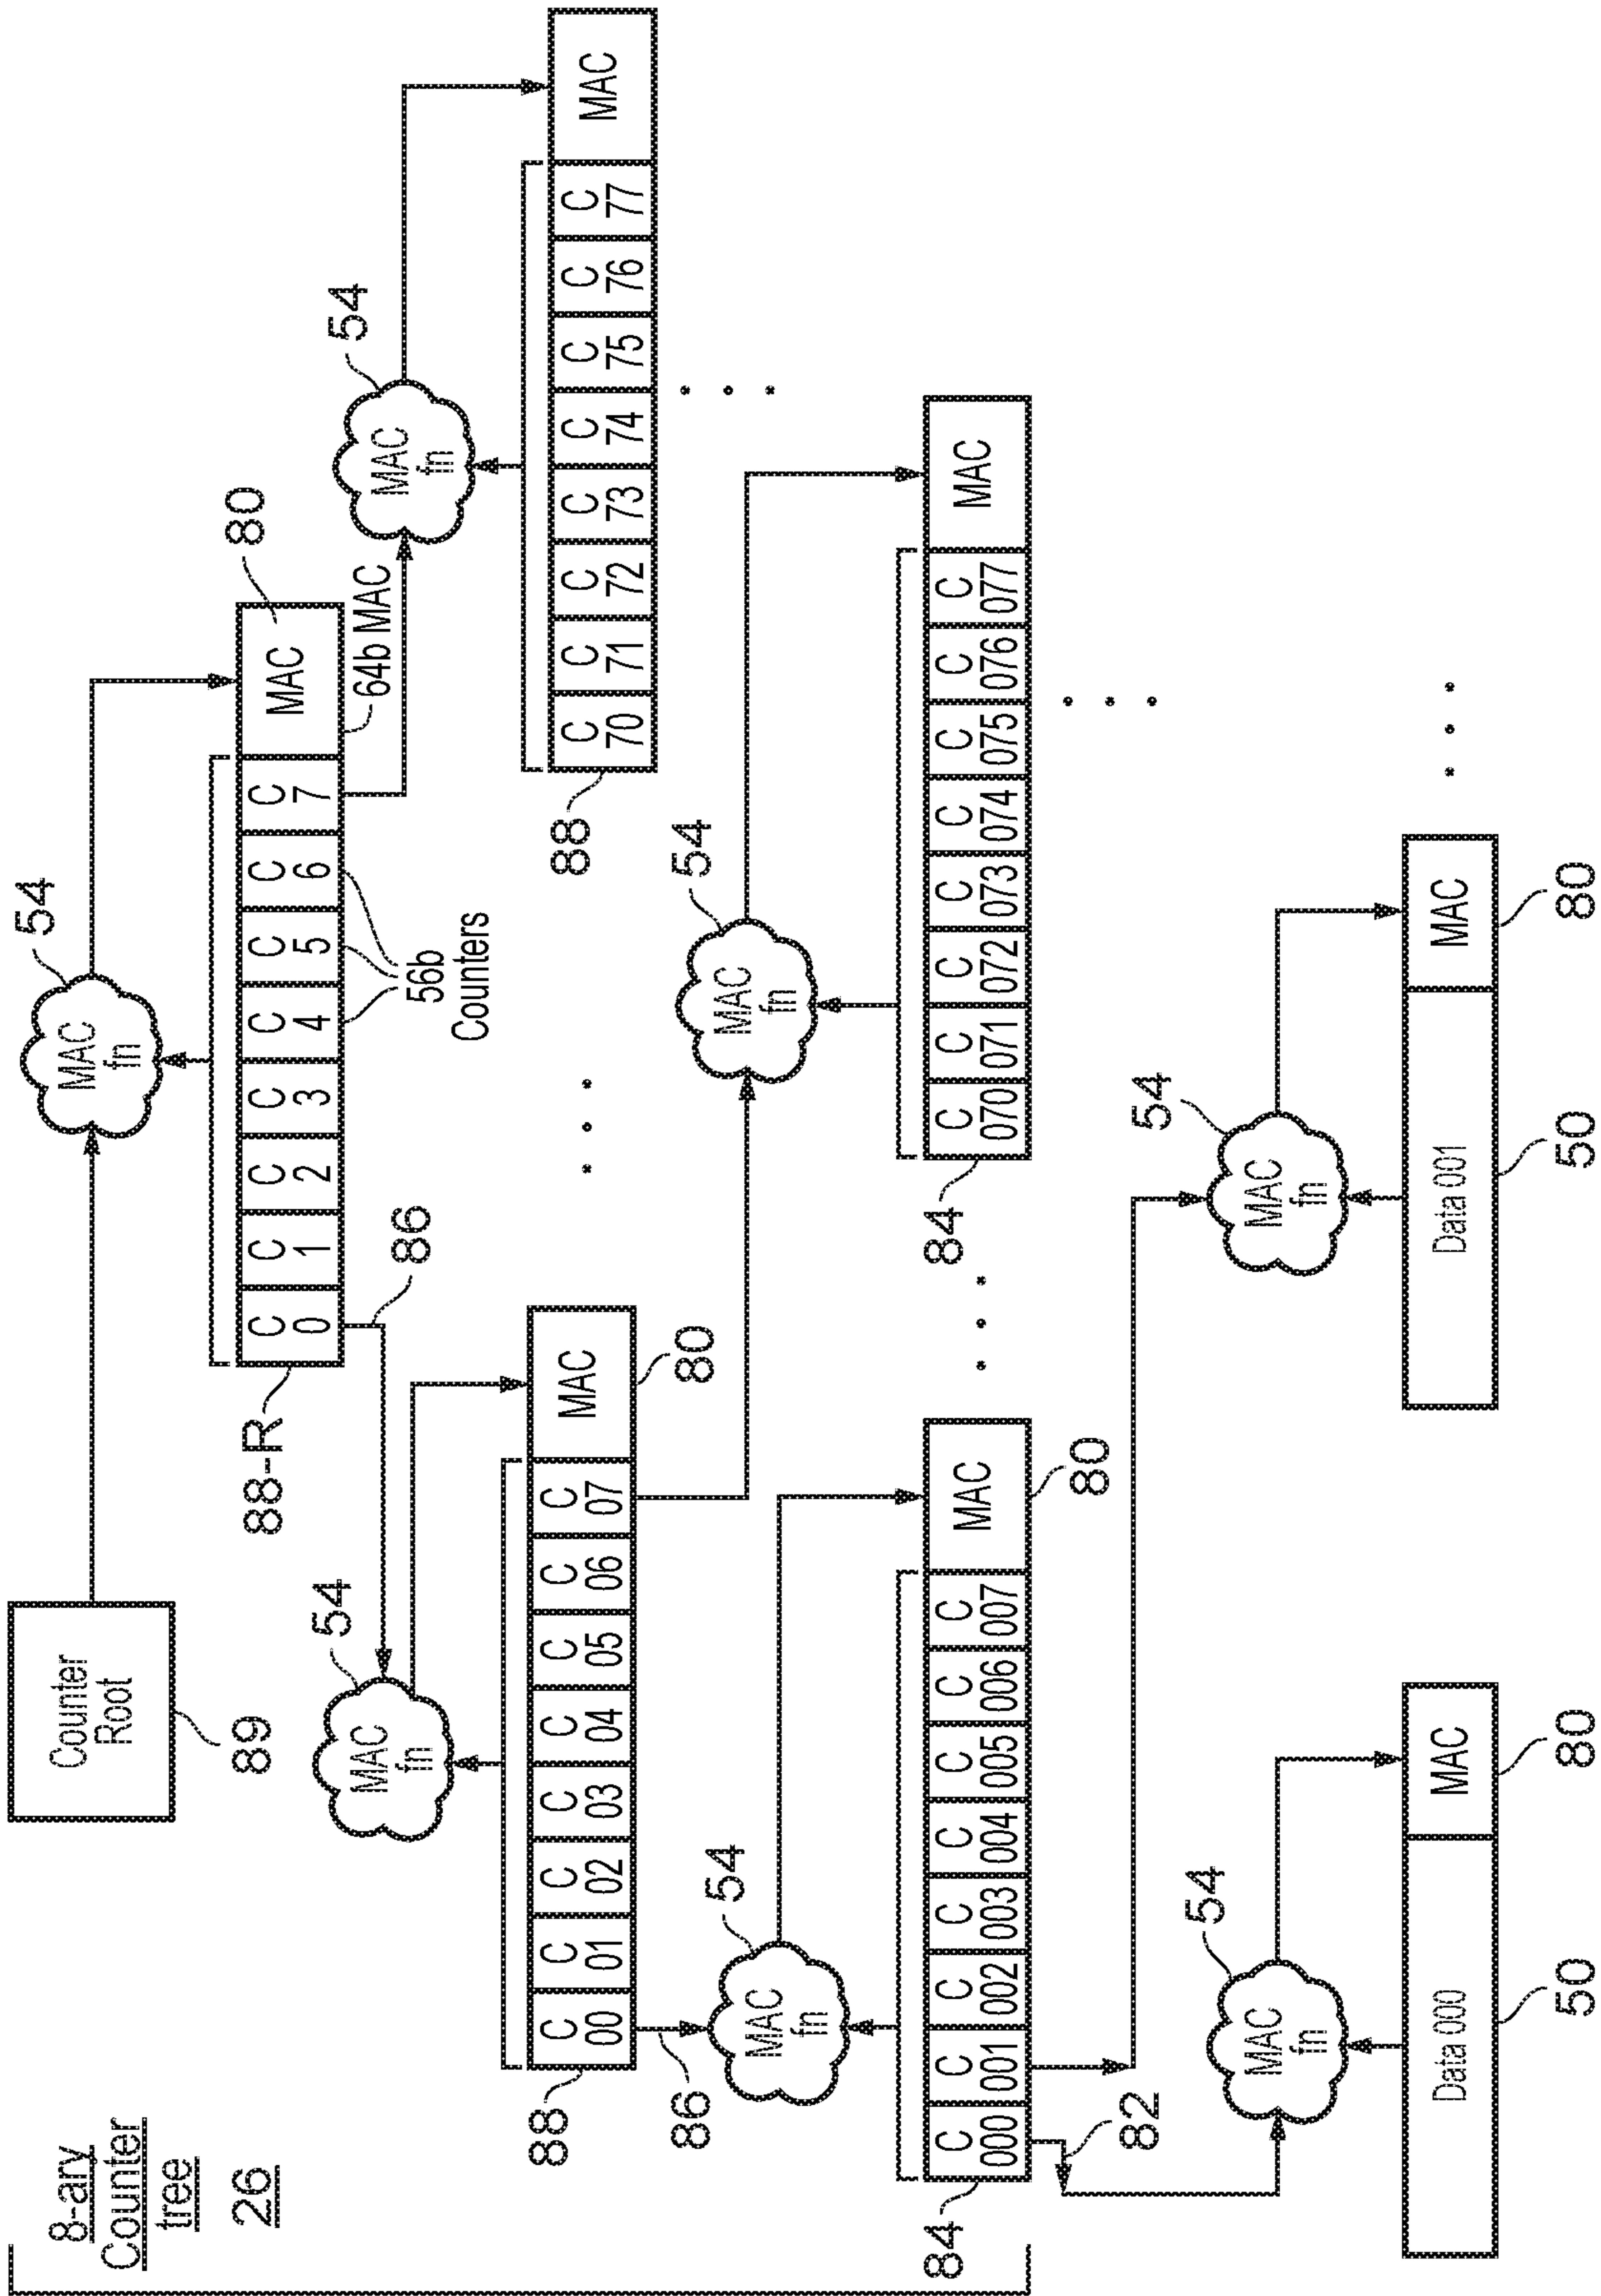 8-ary
Counter
tree
26
Counter
Root
89
MAC
fn
54
88-R
C
0
C
1
C
2
C
3
C
4
C
5
C
6
C
7
MAC
80
86
56b
Counters
64b MAC
MAC
fn
54
MAC
fn
54
88
C
00
C
01
C
02
C
03
C
04
C
05
C
06
C
07
MAC
80
88
C
70
C
71
C
72
C
73
C
74
C
75
C
76
C
77
MAC
86
MAC
fn
54
MAC
fn
54
84
C
000
C
001
C
002
C
003
C
004
C
005
C
006
C
007
MAC
80
84
C
070
C
071
C
072
C
073
C
074
C
075
C
076
C
077
MAC
82
MAC
fn
54
MAC
fn
54
Data 000
MAC
50
80
Data 001
MAC
50
80